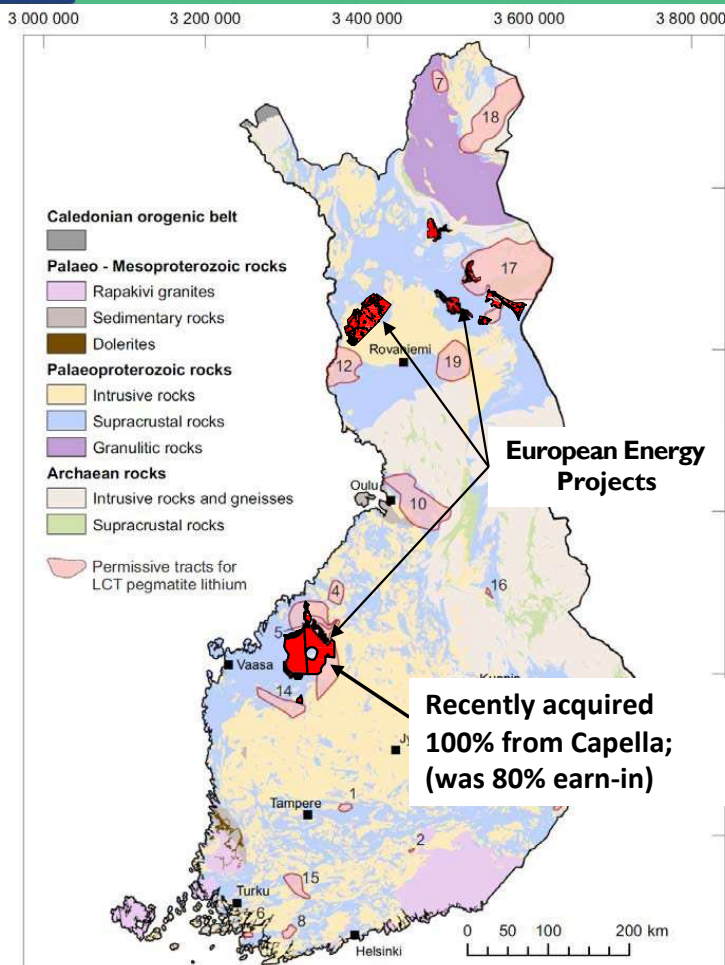 3 000 000 3 200 000 3 400 000 3 600 000 3 800 000
7
18
Caledonian orogenic belt
Palaeo - Mesoproterozoic rocks
Rapakivi granites
Sedimentary rocks
Dolerites
Palaeoproterozoic rocks
Intrusive rocks
Supracrustal rocks
Granulitic rocks
Archaean rocks
Intrusive rocks and gneisses
Supracrustal rocks
Permissive tracts for
LCT pegmatite lithium
17
Rovaniemi
12
19
European Energy
Projects
Oulu
10
4
16
5
Vaasa
14
Recently acquired
100% from Capella;
(was 80% earn-in)
1
Tampere
2
15
Turku
6
8
Helsinki
0 50 100 200 km